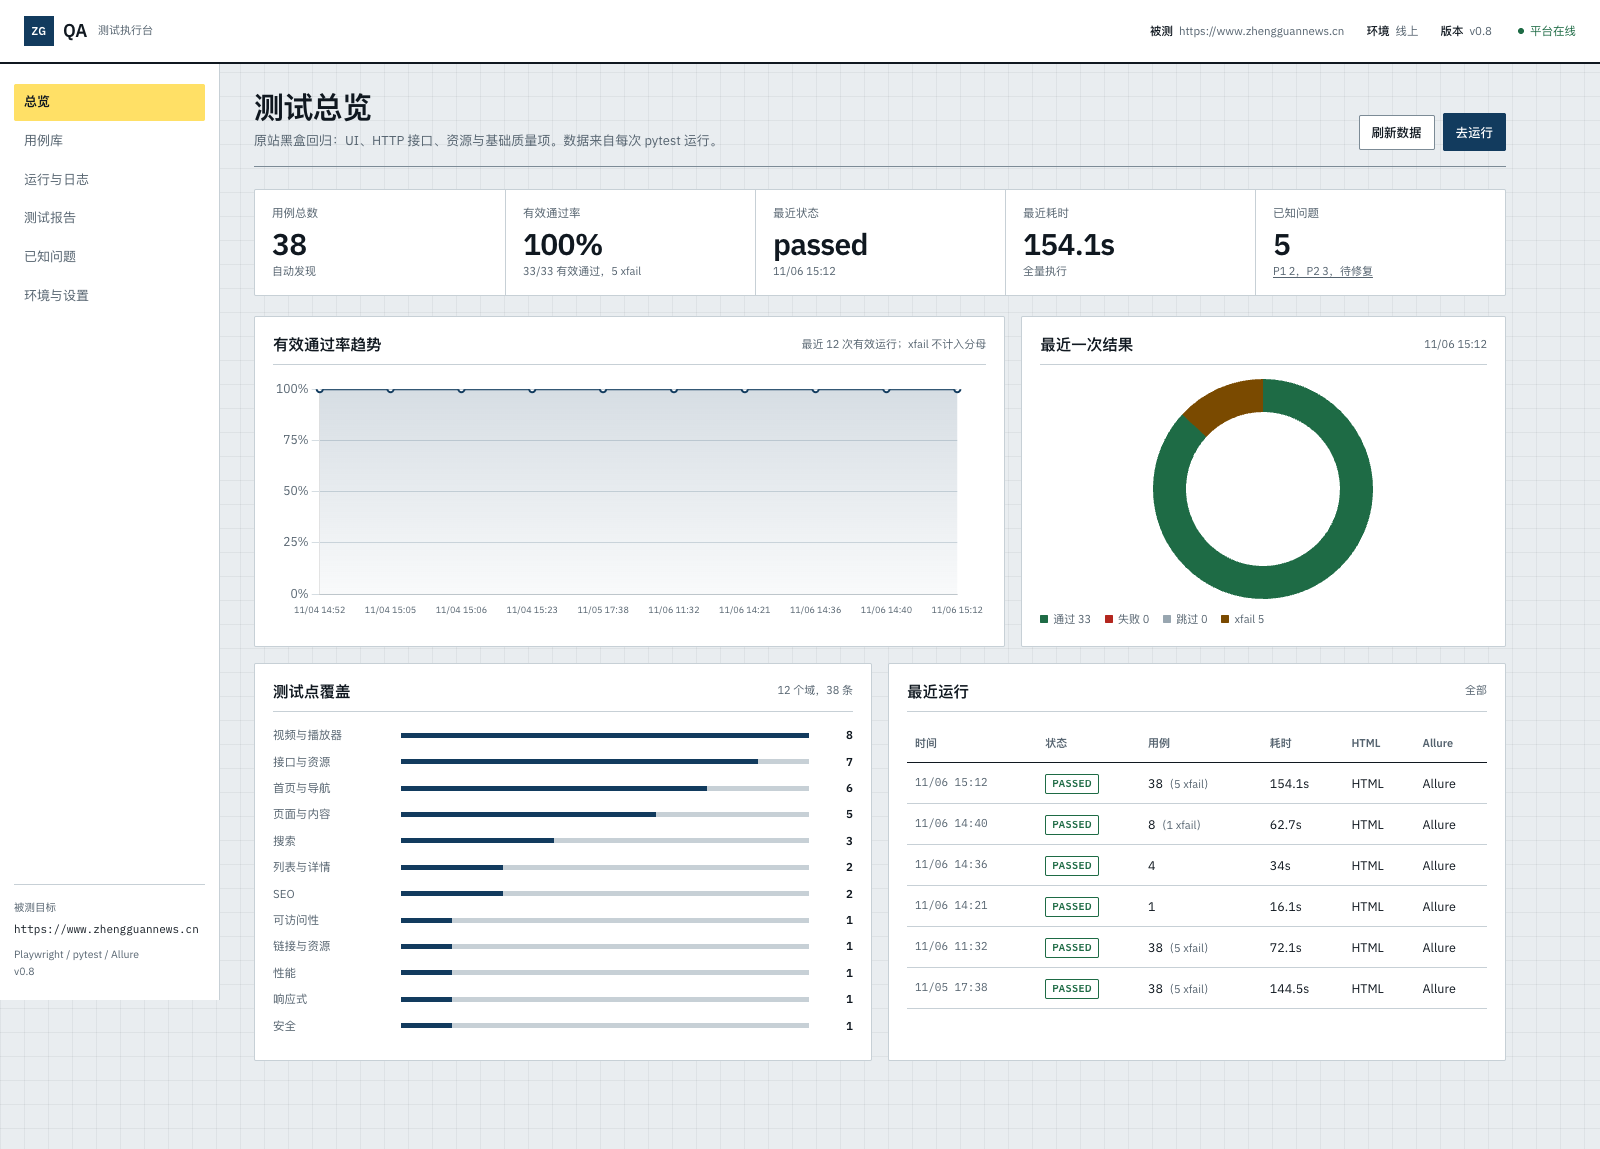 ZG QA 测试执行台
被测 https://www.zhengguannews.cn 环境 线上 版本 v0.8 平台在线
总览
用例库
运行与日志
测试报告
已知问题
环境与设置
被测目标
https://www.zhengguannews.cn
Playwright / pytest / Allure
v0.8
测试总览
原站黑盒回归：UI、HTTP 接口、资源与基础质量项。数据来自每次 pytest 运行。
刷新数据 去运行
用例总数
38
自动发现
有效通过率
100%
33/33 有效通过，5 xfail
最近状态
passed
11/06 15:12
最近耗时
154.1s
全量执行
已知问题
5
P1 2，P2 3，待修复
有效通过率趋势 最近 12 次有效运行；xfail 不计入分母
100%
75%
50%
25%
0%
11/04 14:52 11/04 15:05 11/04 15:06 11/04 15:23 11/05 17:38 11/06 11:32 11/06 14:21 11/06 14:36 11/06 14:40 11/06 15:12
最近一次结果 11/06 15:12
通过 33 失败 0 跳过 0 xfail 5
测试点覆盖 12 个域，38 条
视频与播放器 8
接口与资源 7
首页与导航 6
页面与内容 5
搜索 3
列表与详情 2
SEO 2
可访问性 1
链接与资源 1
性能 1
响应式 1
安全 1
最近运行 全部
时间 状态 用例 耗时 HTML Allure
11/06 15:12 PASSED 38 (5 xfail) 154.1s HTML Allure
11/06 14:40 PASSED 8 (1 xfail) 62.7s HTML Allure
11/06 14:36 PASSED 4 34s HTML Allure
11/06 14:21 PASSED 1 16.1s HTML Allure
11/06 11:32 PASSED 38 (5 xfail) 72.1s HTML Allure
11/05 17:38 PASSED 38 (5 xfail) 144.5s HTML Allure